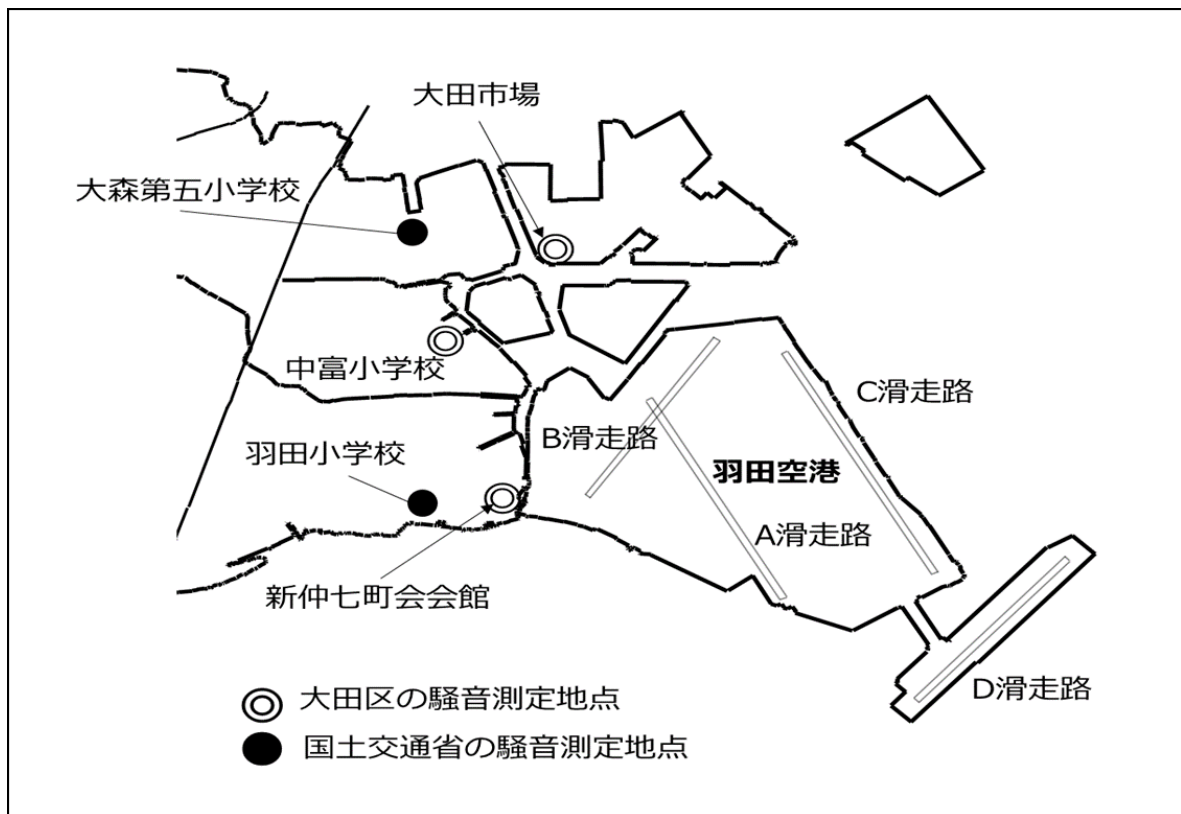 大田市場
大森第五小学校
中富小学校
C滑走路
B滑走路
羽田小学校
羽田空港
A滑走路
新仲七町会会館
D滑走路
大田区の騒音測定地点
国土交通省の騒音測定地点